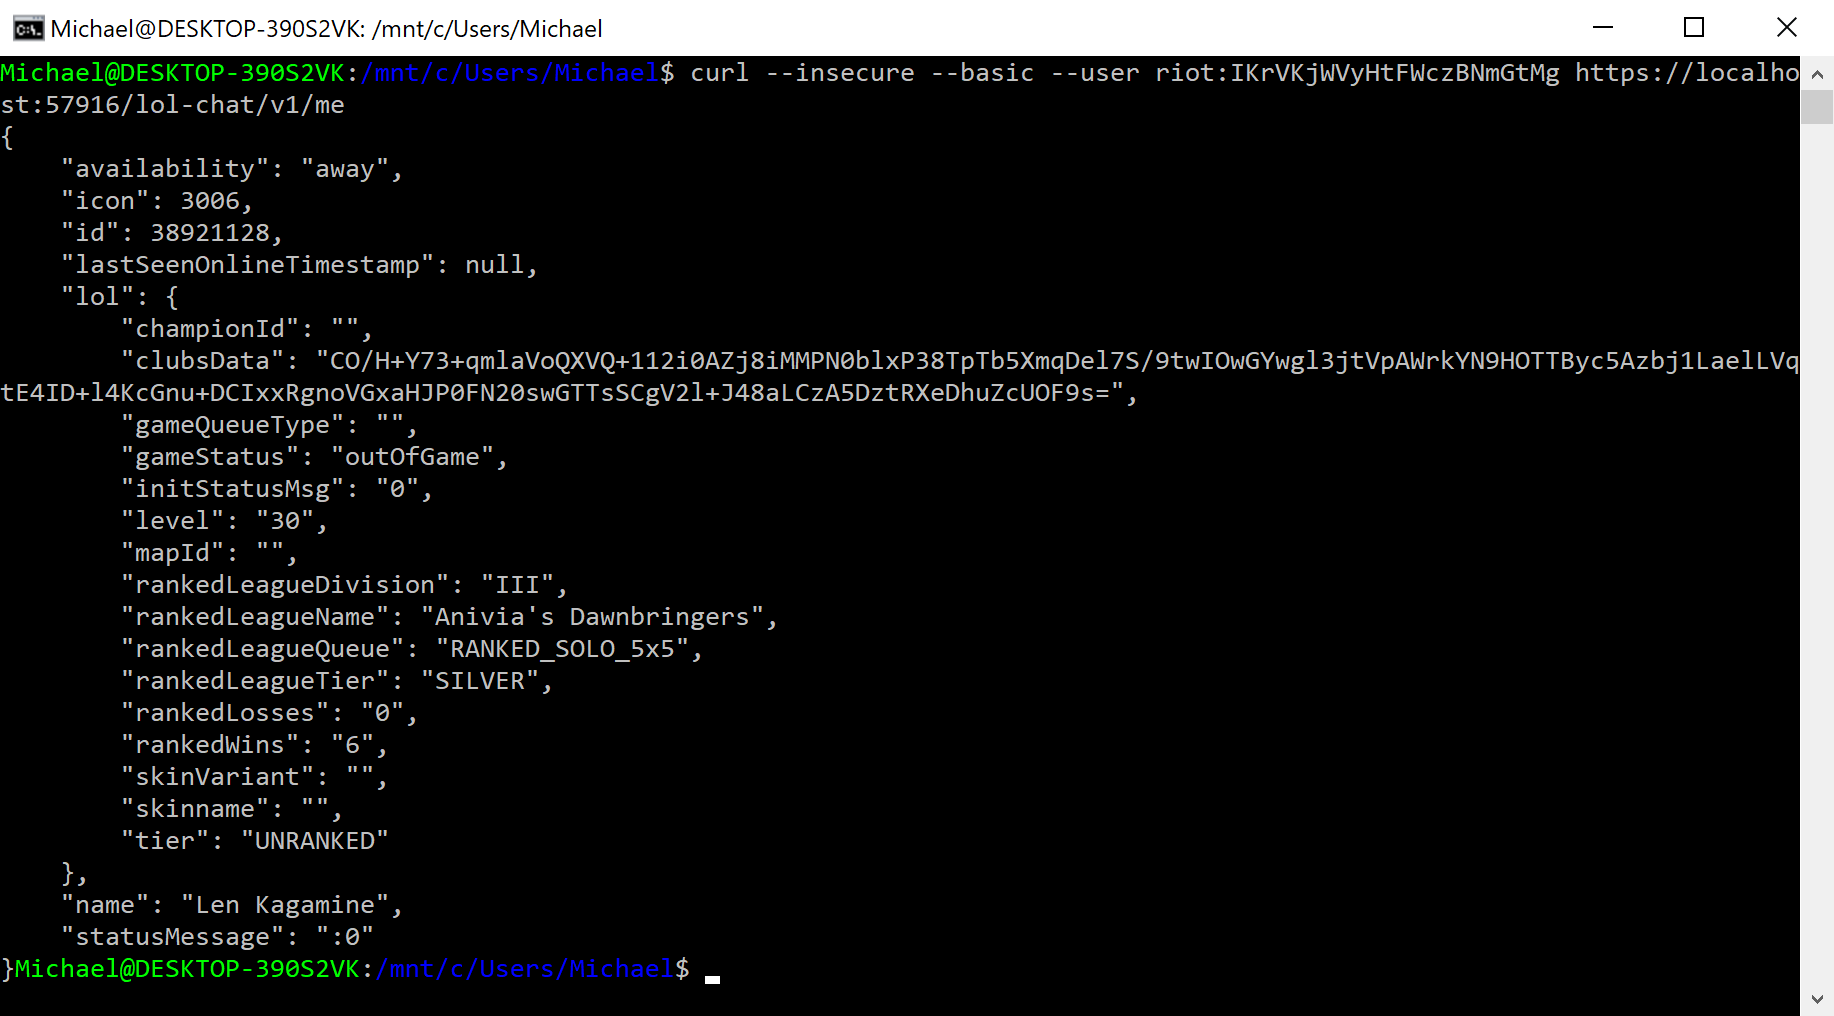 Michael@DESKTOP-390S2VK: /mnt/c/Users/Michael
Michael@DESKTOP-390S2VK:/mnt/c/Users/Michael$ curl --insecure --basic --user riot:IKrVKjWVyHtFWczBNmGtMg https://localho
st:57916/lol-chat/v1/me
{
    "availability": "away",
    "icon": 3006,
    "id": 38921128,
    "lastSeenOnlineTimestamp": null,
    "lol": {
        "championId": "",
        "clubsData": "CO/H+Y73+qmlaVoQXVQ+112i0AZj8iMMPN0blxP38TpTb5XmqDel7S/9twIOwGYwgl3jtVpAWrkYN9HOTTByc5Azbj1LaelLVq
tE4ID+l4KcGnu+DCIxxRgnoVGxaHJP0FN20swGTTsSCgV2l+J48aLCzA5DztRXeDhuZcUOF9s=",
        "gameQueueType": "",
        "gameStatus": "outOfGame",
        "initStatusMsg": "0",
        "level": "30",
        "mapId": "",
        "rankedLeagueDivision": "III",
        "rankedLeagueName": "Anivia's Dawnbringers",
        "rankedLeagueQueue": "RANKED_SOLO_5x5",
        "rankedLeagueTier": "SILVER",
        "rankedLosses": "0",
        "rankedWins": "6",
        "skinVariant": "",
        "skinname": "",
        "tier": "UNRANKED"
    },
    "name": "Len Kagamine",
    "statusMessage": ":0"
}Michael@DESKTOP-390S2VK:/mnt/c/Users/Michael$